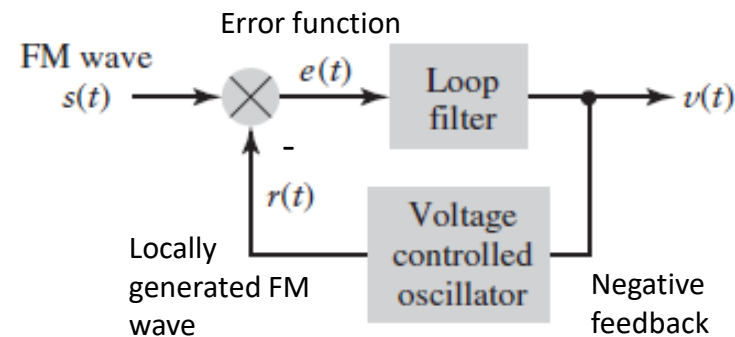 Error function
FM wave
s(t)
e(t)
Loop
filter
v(t)
-
r(t)
Voltage
controlled
oscillator
Locally
generated FM
wave
Negative
feedback